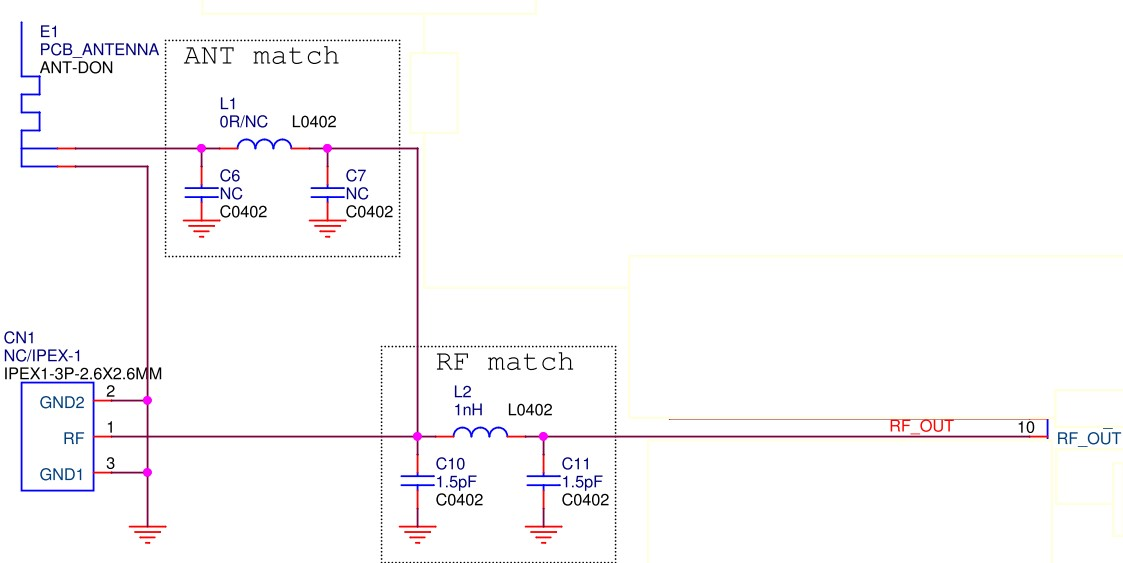 E1
PCB_ANTENNA
ANT-DON
ANT match
L1
0R/NC
L0402
C6
NC
C0402
C7
NC
C0402
CN1
NC/IPEX-1
IPEX1-3P-2.6X2.6MM
GND2
2
RF
1
GND1
3
RF match
L2
1nH
L0402
C10
1.5pF
C0402
C11
1.5pF
C0402
RF_OUT
10
RF_OUT